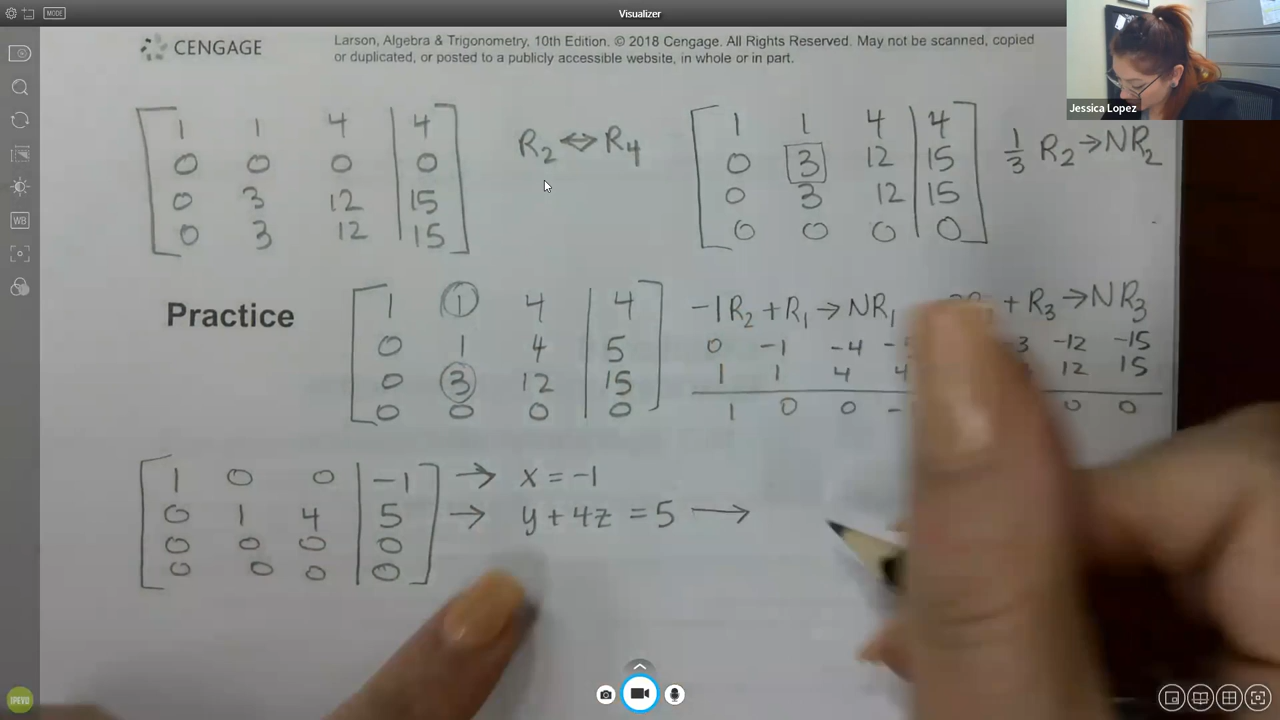 MODE
Visualizer
CENGAGE
Larson, Algebra & Trigonometry, 10th Edition. © 2018 Cengage. All Rights Reserved. May not be scanned, copied
or duplicated, or posted to a publicly accessible website, in whole or in part.
Jessica Lopez
WB
1 1 4 | 4
0 0 0 | 0
0 3 12 | 15
0 3 12 | 15
R2 ⇔ R4
1 1 4 | 4
0 3 12 | 15
0 3 12 | 15
0 0 0 | 0
1/3 R2 → NR2
Practice
1 1 4 | 4
0 1 4 | 5
0 3 12 | 15
0 0 0 | 0
-1R2 + R1 → NR1
0 -1 -4
1 1 4 4
1 0 0 -
+ R3 → NR3
-12 -15
12 15
0 0
1 0 0 | -1 → x = -1
0 1 4 | 5 → y + 4z = 5 →
0 0 0 | 0
0 0 0 | 0
IPEVO